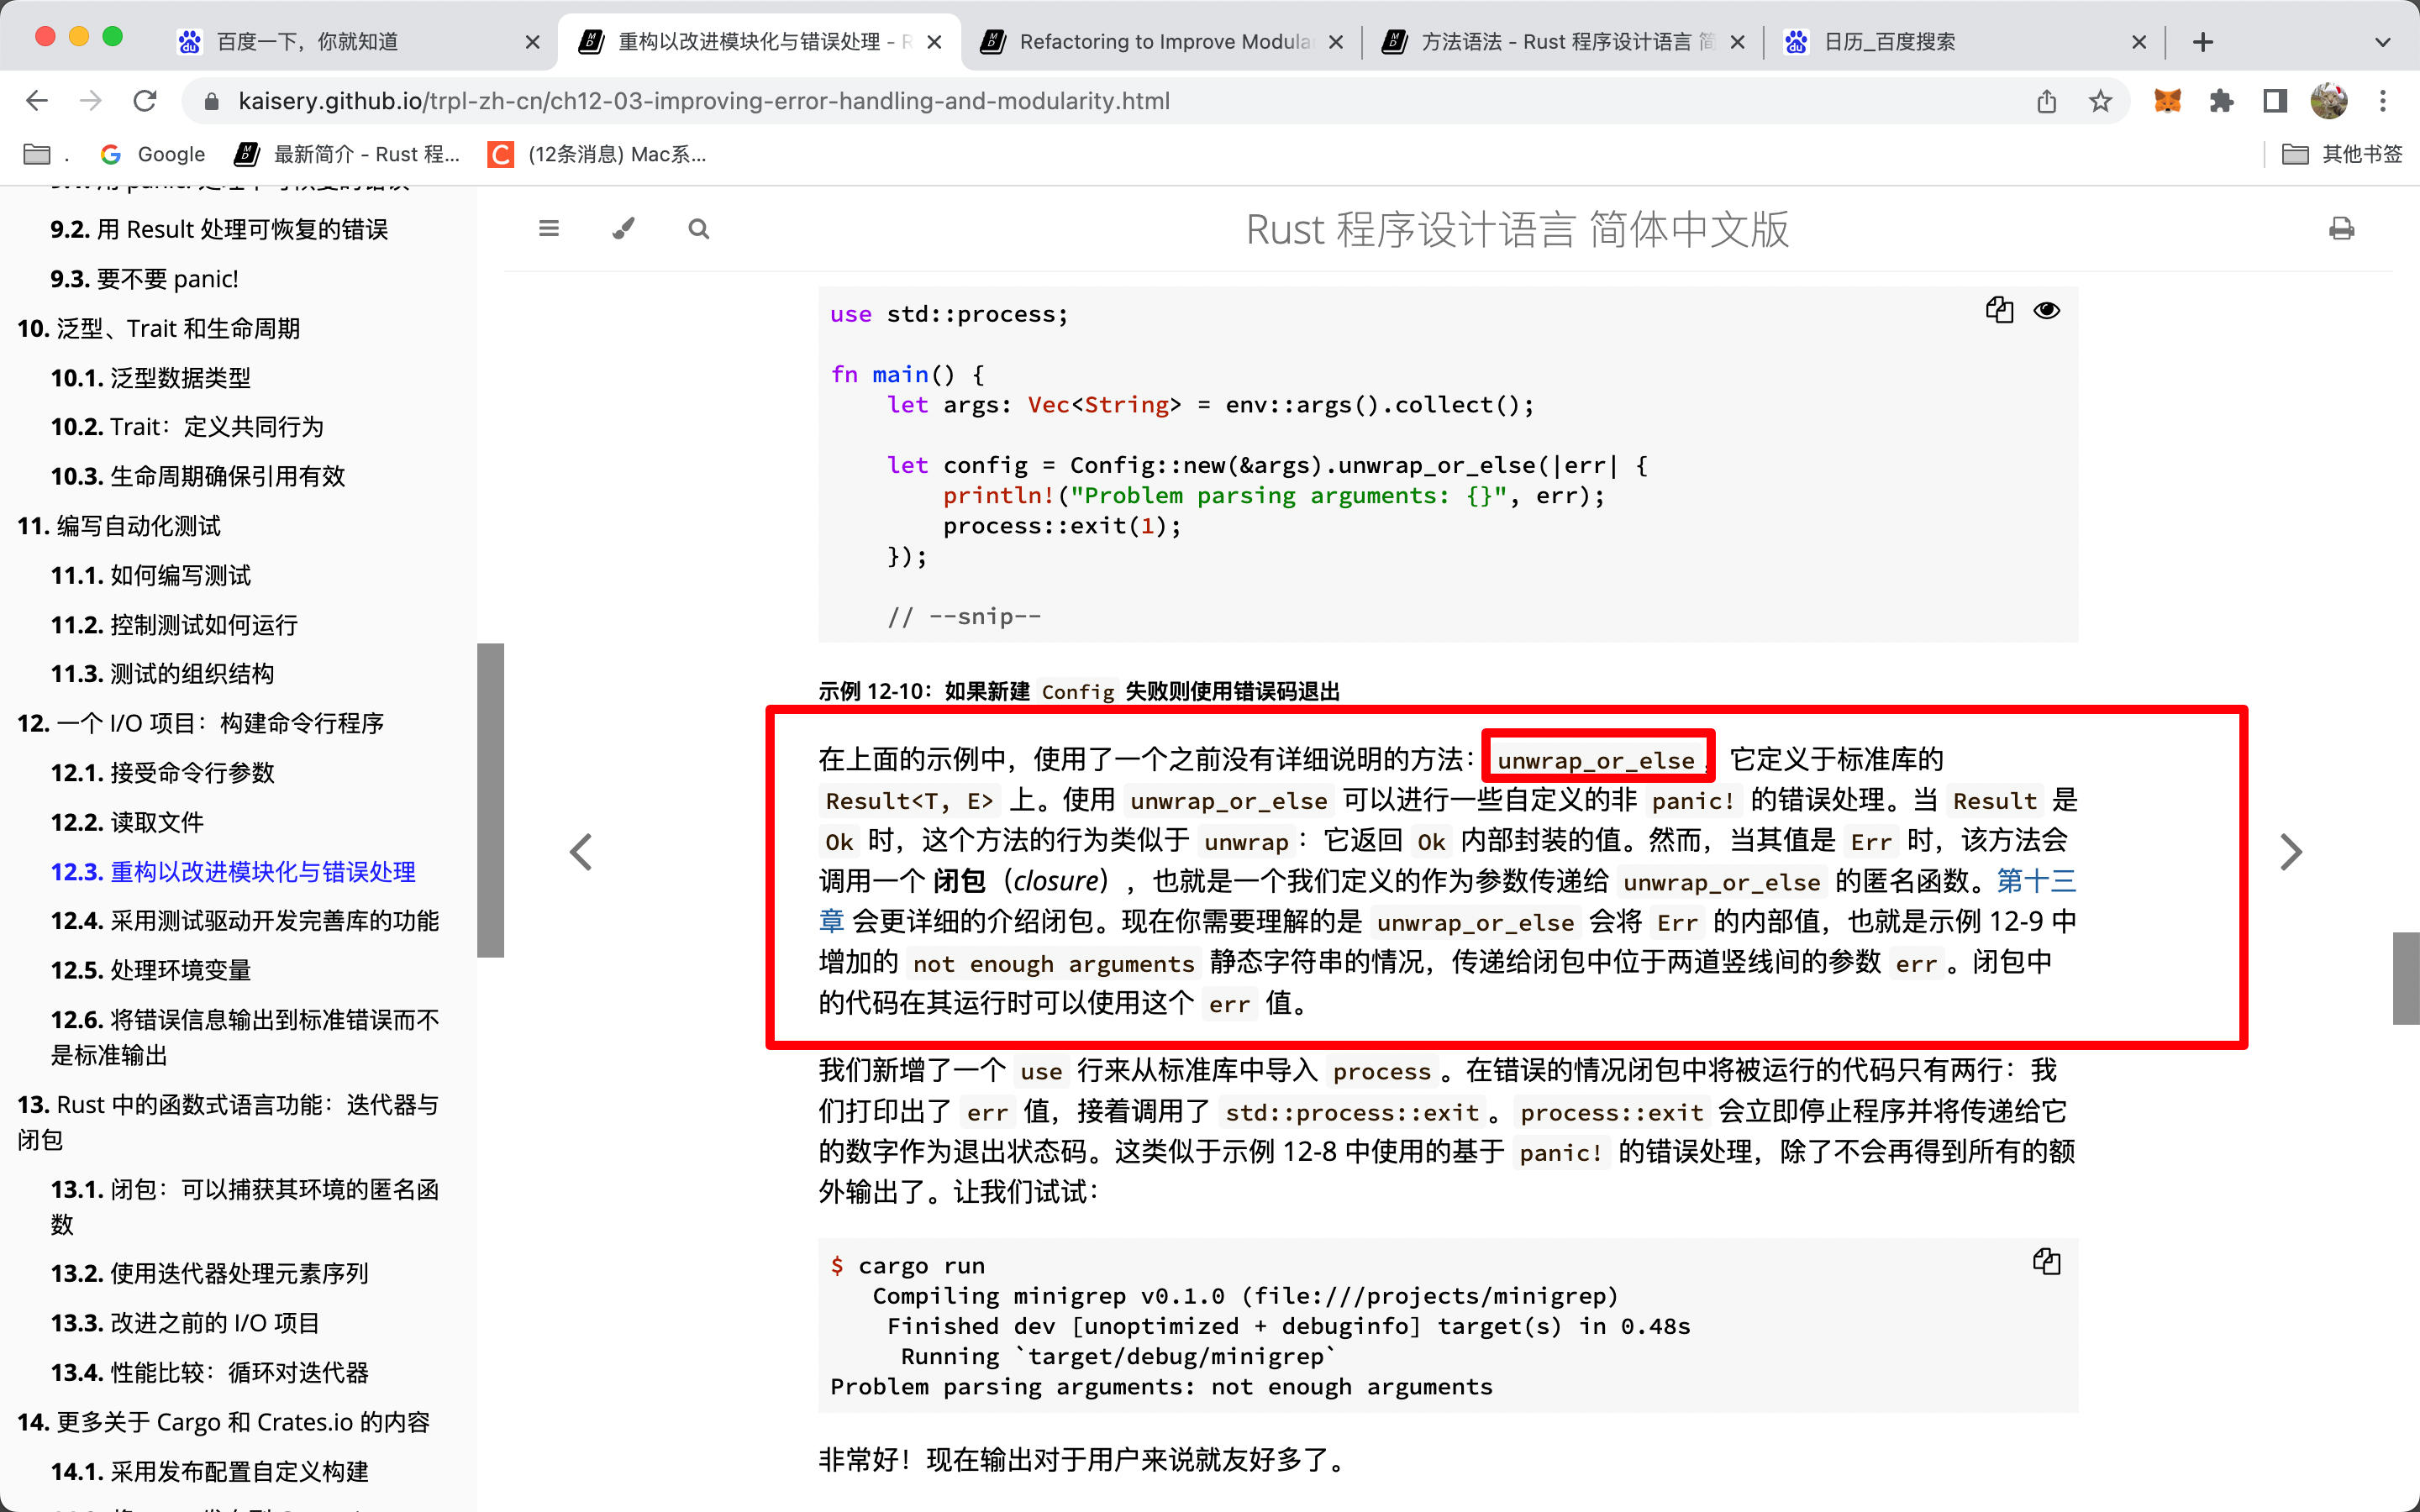 百度一下，你就知道
重构以改进模块化与错误处理 - R
Refactoring to Improve Modula
方法语法 - Rust 程序设计语言 简
日历_百度搜索
kaisery.github.io/trpl-zh-cn/ch12-03-improving-error-handling-and-modularity.html
.
Google
最新简介 - Rust 程...
(12条消息) Mac系...
其他书签
9.2. 用 Result 处理可恢复的错误
9.3. 要不要 panic!
10. 泛型、Trait 和生命周期
10.1. 泛型数据类型
10.2. Trait：定义共同行为
10.3. 生命周期确保引用有效
11. 编写自动化测试
11.1. 如何编写测试
11.2. 控制测试如何运行
11.3. 测试的组织结构
12. 一个 I/O 项目：构建命令行程序
12.1. 接受命令行参数
12.2. 读取文件
12.3. 重构以改进模块化与错误处理
12.4. 采用测试驱动开发完善库的功能
12.5. 处理环境变量
12.6. 将错误信息输出到标准错误而不
是标准输出
13. Rust 中的函数式语言功能：迭代器与
闭包
13.1. 闭包：可以捕获其环境的匿名函
数
13.2. 使用迭代器处理元素序列
13.3. 改进之前的 I/O 项目
13.4. 性能比较：循环对迭代器
14. 更多关于 Cargo 和 Crates.io 的内容
14.1. 采用发布配置自定义构建
Rust 程序设计语言 简体中文版
use std::process;
fn main() {
    let args: Vec<String> = env::args().collect();
    let config = Config::new(&args).unwrap_or_else(|err| {
        println!("Problem parsing arguments: {}", err);
        process::exit(1);
    });
    // --snip--
示例 12-10：如果新建 Config 失败则使用错误码退出
在上面的示例中，使用了一个之前没有详细说明的方法：unwrap_or_else，它定义于标准库的
Result<T, E> 上。使用 unwrap_or_else 可以进行一些自定义的非 panic! 的错误处理。当 Result 是
Ok 时，这个方法的行为类似于 unwrap：它返回 Ok 内部封装的值。然而，当其值是 Err 时，该方法会
调用一个 闭包（closure），也就是一个我们定义的作为参数传递给 unwrap_or_else 的匿名函数。第十三
章 会更详细的介绍闭包。现在你需要理解的是 unwrap_or_else 会将 Err 的内部值，也就是示例 12-9 中
增加的 not enough arguments 静态字符串的情况，传递给闭包中位于两道竖线间的参数 err。闭包中
的代码在其运行时可以使用这个 err 值。
我们新增了一个 use 行来从标准库中导入 process。在错误的情况闭包中将被运行的代码只有两行：我
们打印出了 err 值，接着调用了 std::process::exit。process::exit 会立即停止程序并将传递给它
的数字作为退出状态码。这类似于示例 12-8 中使用的基于 panic! 的错误处理，除了不会再得到所有的额
外输出了。让我们试试：
$ cargo run
   Compiling minigrep v0.1.0 (file:///projects/minigrep)
    Finished dev [unoptimized + debuginfo] target(s) in 0.48s
     Running `target/debug/minigrep`
Problem parsing arguments: not enough arguments
非常好！现在输出对于用户来说就友好多了。